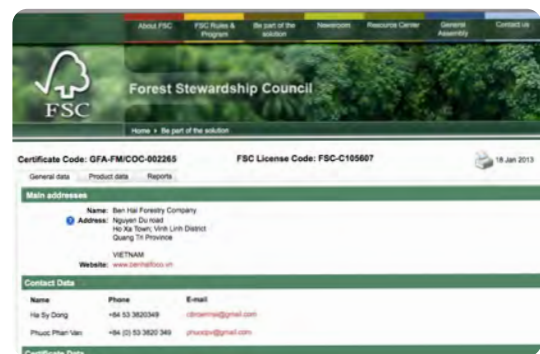 About FSC
FSC Rules & Program
Be part of the solution
Newsroom
Resource Center
General Assembly
Contact us
FSC
Forest Stewardship Council
Home › Be part of the solution
Certificate Code: GFA-FM/COC-002265 FSC License Code: FSC-C105607 18 Jan 2013
General data Product data Reports
Main addresses
Name: Ben Hai Forestry Company
Address: Nguyen Du road
Ho Xa Town; Vinh Linh District
Quang Tri Province
VIETNAM
Website: www.benhaifoco.vn
Contact Data
Name Phone E-mail
Ha Sy Dong +84 53 3820349 @gmail.com
Phuoc Phan Van +84 (0) 53 3820 349 @gmail.com
Certificate Data